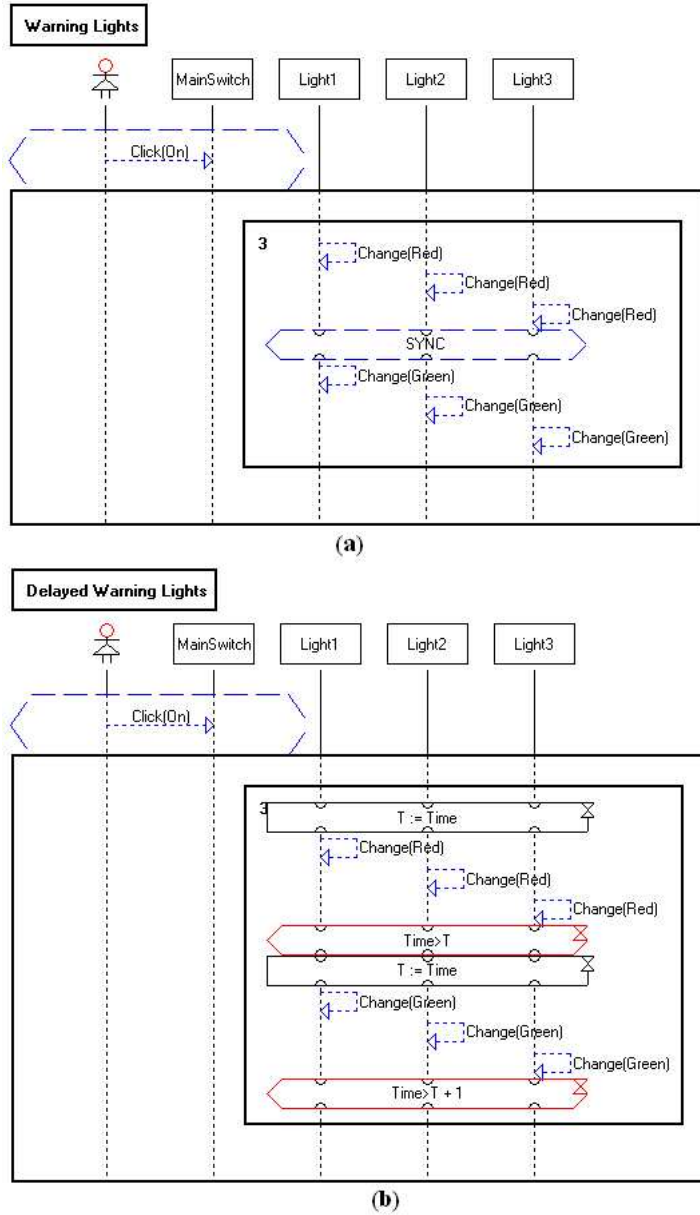 Warning Lights
MainSwitch Light1 Light2 Light3
Click(On)
3
Change(Red)
Change(Red)
Change(Red)
SYNC
Change(Green)
Change(Green)
Change(Green)
(a)
Delayed Warning Lights
MainSwitch Light1 Light2 Light3
Click(On)
3
T := Time
Change(Red)
Change(Red)
Change(Red)
Time>T
T := Time
Change(Green)
Change(Green)
Change(Green)
Time>T + 1
(b)